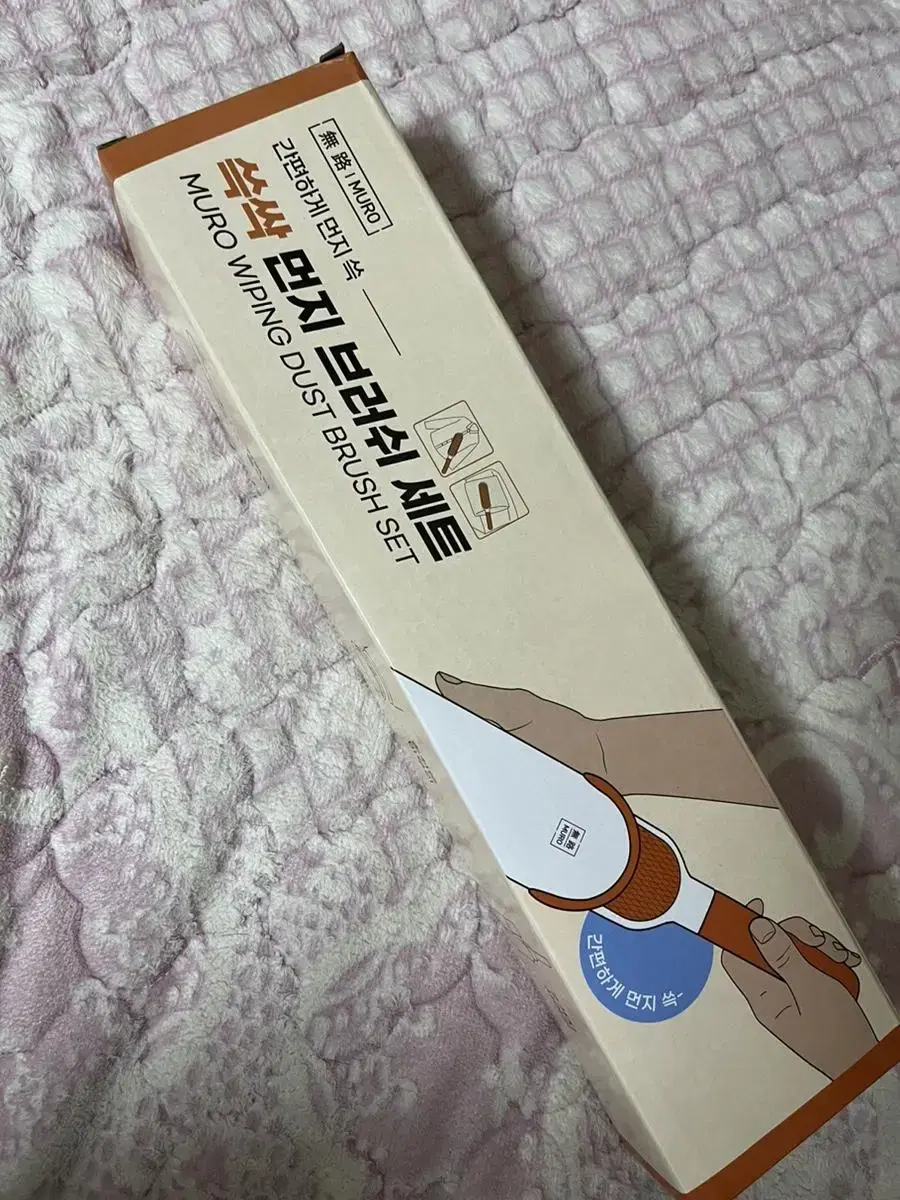 無路 | MURO
간편하게 먼지 쓱
쓱싹 먼지 브러쉬 세트
MURO WIPING DUST BRUSH SET
無路
MURO
간편하게 먼지 쓱-